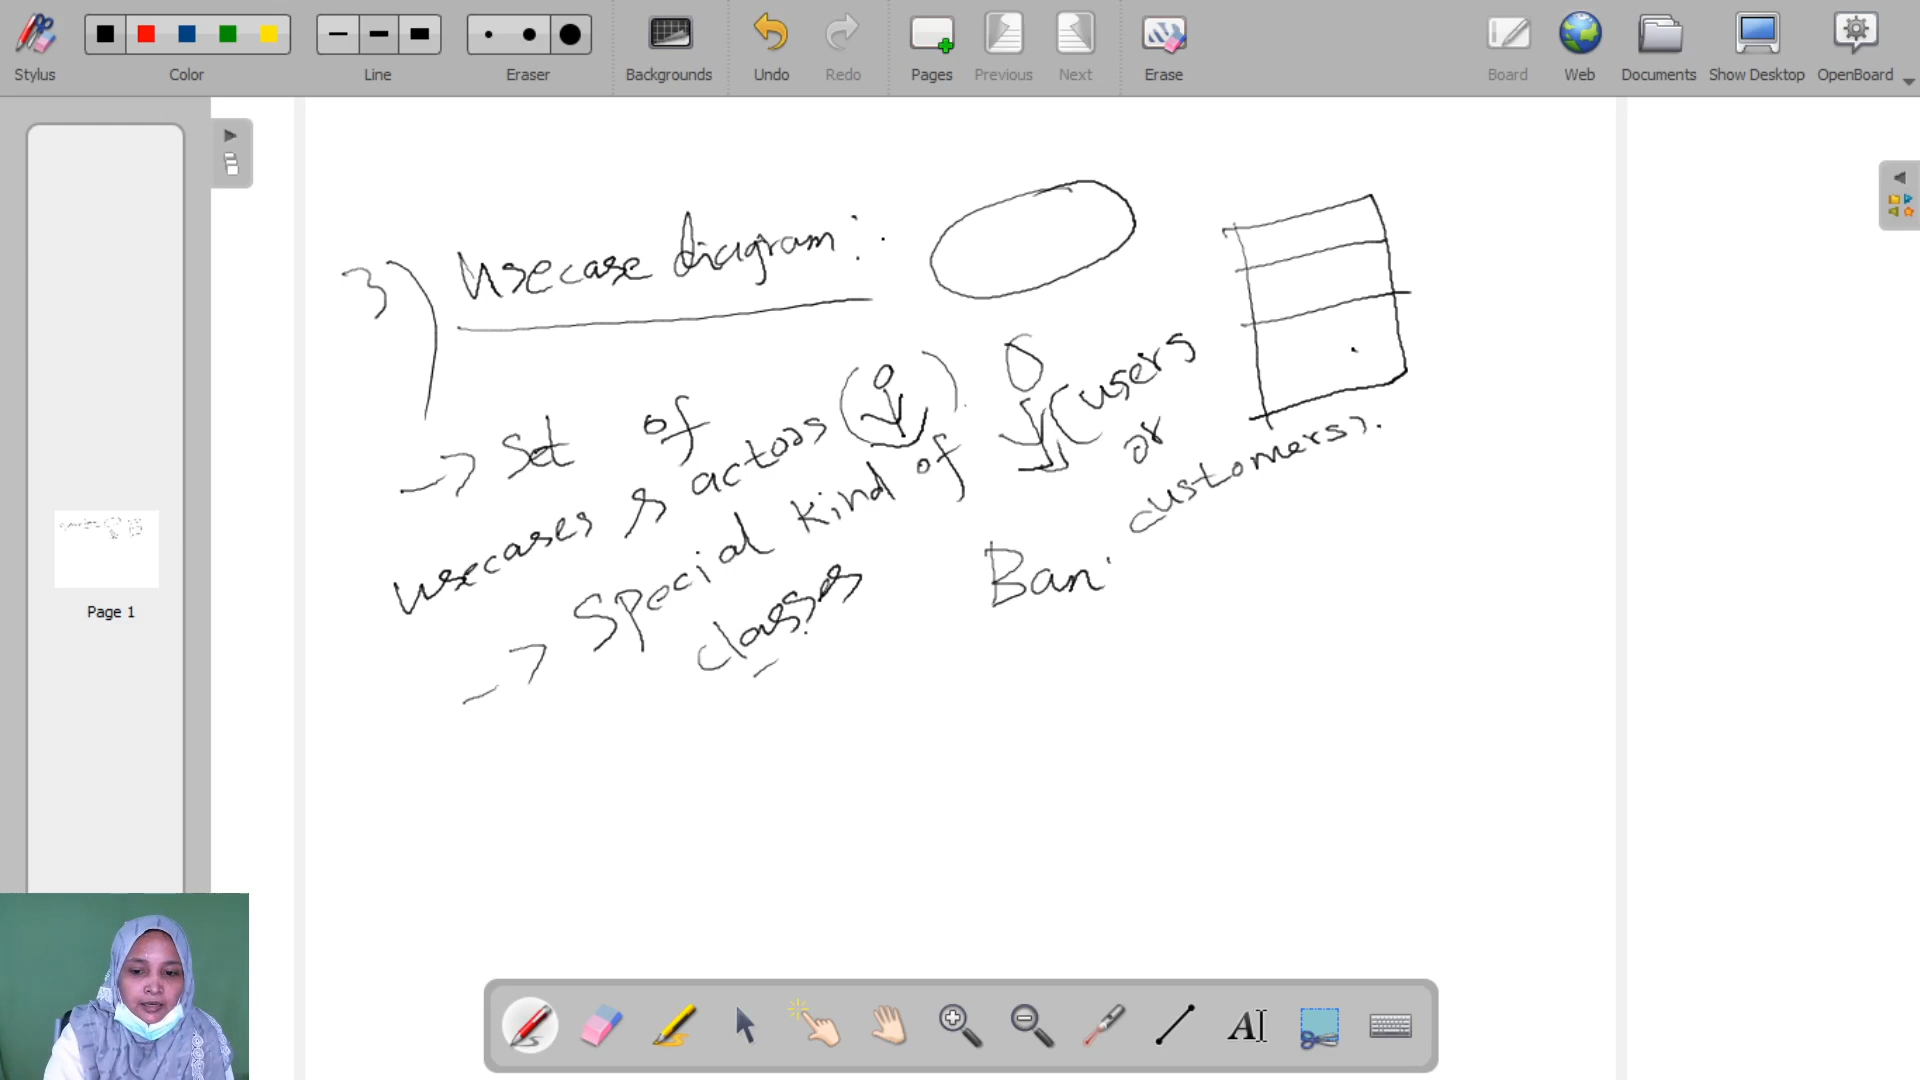 Stylus
Color
Line
Eraser
Backgrounds
Undo
Redo
Pages
Previous
Next
Erase
Board
Web
Documents
Show Desktop
OpenBoard
3) Usecase diagram:
-> Set of
usecases & actors
(users
or
customers).
-> Special kind of
classes
Ban
Page 1
AI